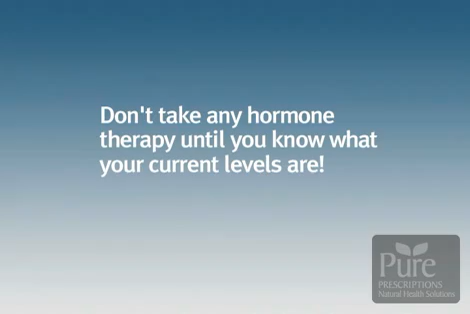 Don't take any hormone
therapy until you know what
your current levels are!
Pure
PRESCRIPTIONS
Natural Health Solutions